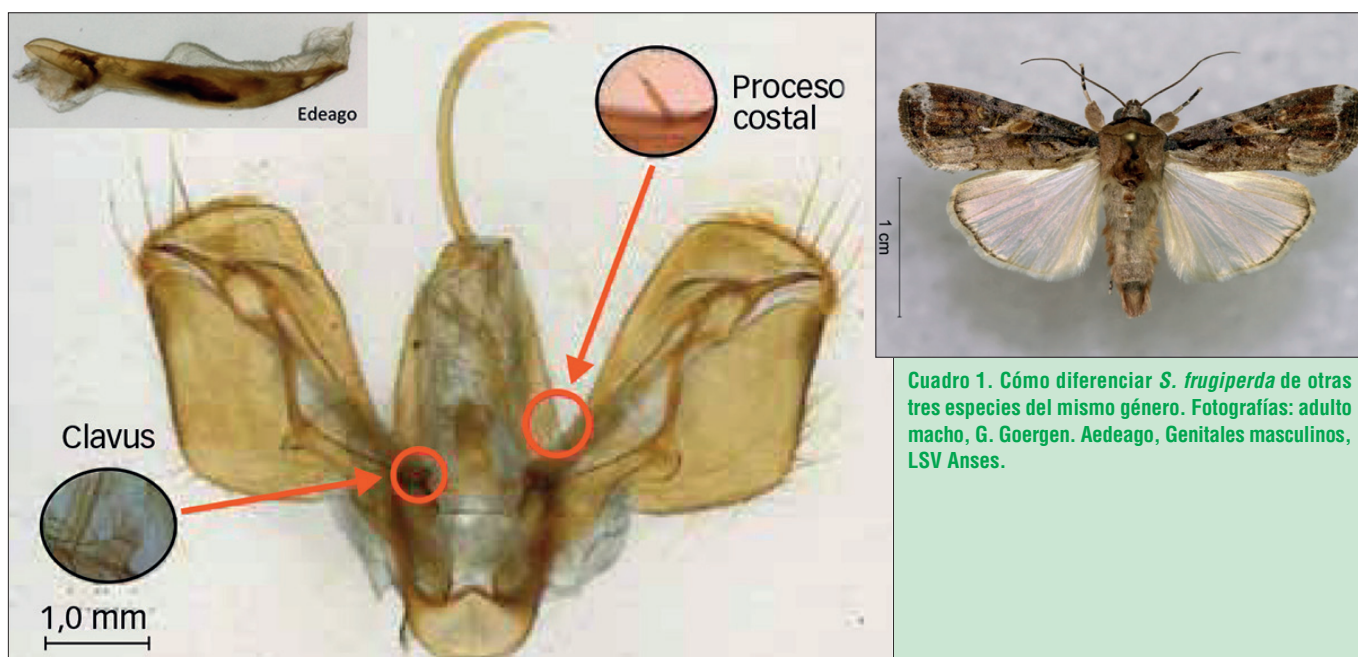 Edeago
Proceso
costal
Clavus
1,0 mm
1 cm
Cuadro 1. Cómo diferenciar S. frugiperda de otras
tres especies del mismo género. Fotografías: adulto
macho, G. Goergen. Aedeago, Genitales masculinos,
LSV Anses.